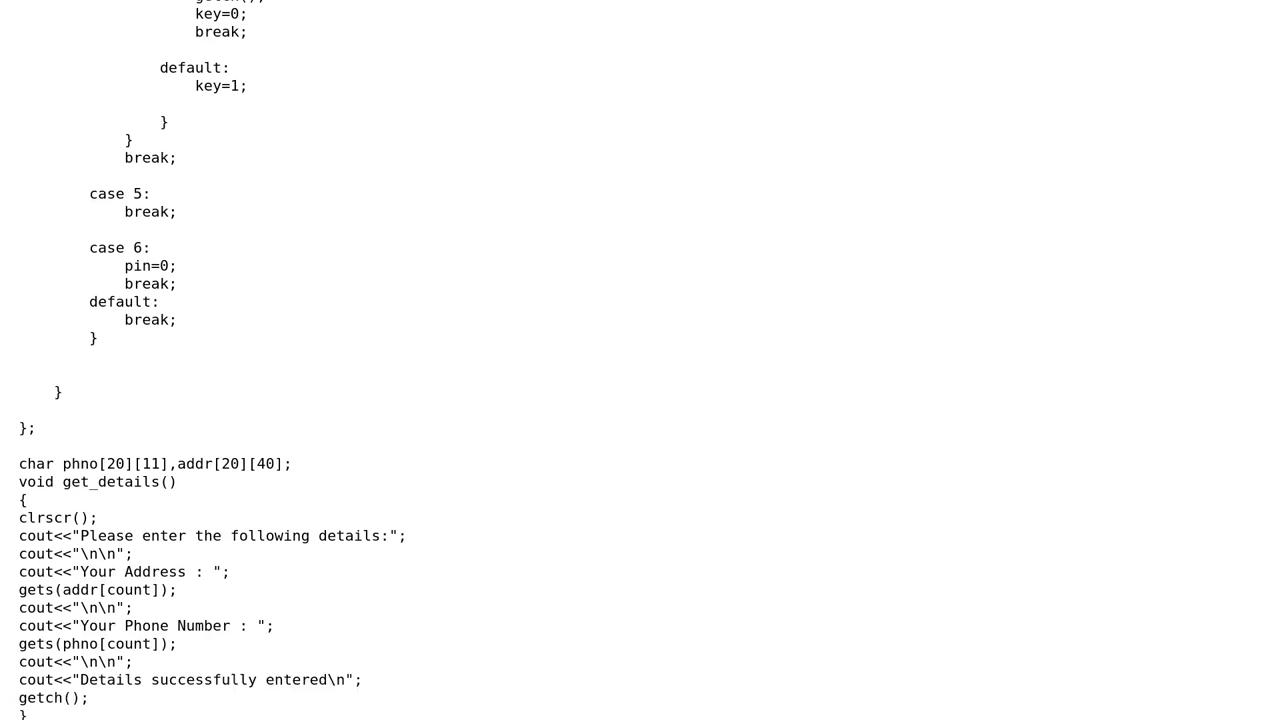 key=0;
break;
default:
key=1;
}
}
break;
case 5:
break;
case 6:
pin=0;
break;
default:
break;
}
}
};
char phno[20][11],addr[20][40];
void get_details()
{
clrscr();
cout<<"Please enter the following details:";
cout<<"\n\n";
cout<<"Your Address : ";
gets(addr[count]);
cout<<"\n\n";
cout<<"Your Phone Number : ";
gets(phno[count]);
cout<<"\n\n";
cout<<"Details successfully entered\n";
getch();
}